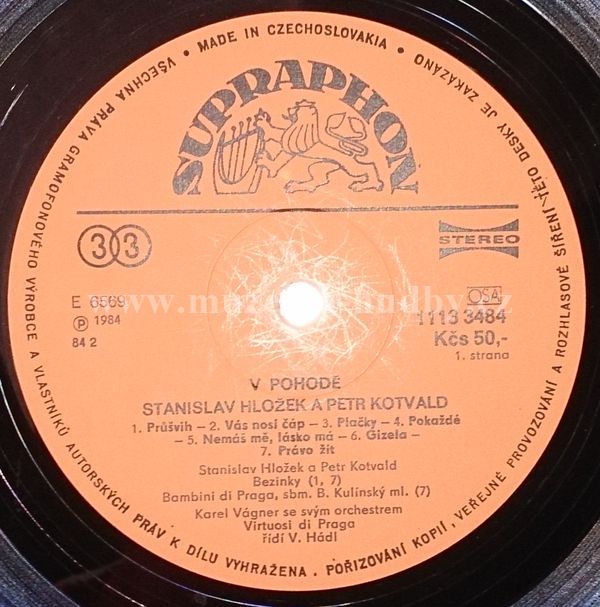 VŠECHNA PRÁVA GRAMOFONOVÉHO VÝROBCE A VLASTNÍKŮ AUTORSKÝCH PRÁV K DÍLU VYHRAŽENA. POŘIZOVÁNÍ KOPIÍ, VEŘEJNÉ PROVOZOVÁNÍ A ROZHLASOVÉ ŠÍŘENÍ TÉTO DESKY JE ZAKÁZÁNO • MADE IN CZECHOSLOVAKIA •
SUPRAPHON
33
STEREO
E 6569
Ⓟ 1984
84 2
OSA
1113 3484
Kčs 50,-
1. strana
V POHODĚ
STANISLAV HLOŽEK A PETR KOTVALD
1. Průšvih – 2. Vás nosí čáp – 3. Plačky – 4. Pokaždé
– 5. Nemáš mě, lásko má – 6. Gizela –
7. Právo žít
Stanislav Hložek a Petr Kotvald
Bezinky (1, 7)
Bambini di Praga, sbm. B. Kulínský ml. (7)
Karel Vágner se svým orchestrem
Virtuosi di Praga
řídí V. Hádl